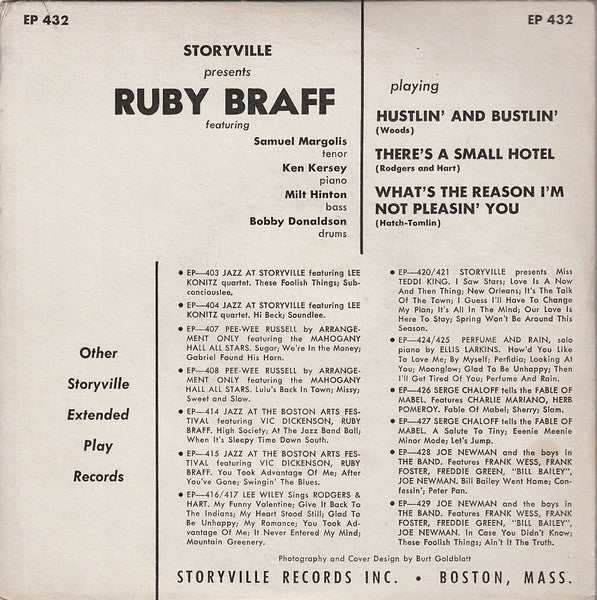 EP 432
EP 432
STORYVILLE
presents
RUBY BRAFF
featuring
Samuel Margolis
tenor
Ken Kersey
piano
Milt Hinton
bass
Bobby Donaldson
drums
playing
HUSTLIN' AND BUSTLIN'
(Woods)
THERE'S A SMALL HOTEL
(Rodgers and Hart)
WHAT'S THE REASON I'M
NOT PLEASIN' YOU
(Hatch-Tomlin)
Other
Storyville
Extended
Play
Records
• EP—403 JAZZ AT STORYVILLE featuring LEE
KONITZ quartet. These Foolish Things; Sub-
conscioustlee.
• EP—404 JAZZ AT STORYVILLE featuring LEE
KONITZ quartet. Hi Beck; Soundlee.
• EP—407 PEE-WEE RUSSELL by ARRANGE-
MENT ONLY featuring the MAHOGANY
HALL ALL STARS. Sugar; We're In the Money;
Gabriel Found His Horn.
• EP—408 PEE-WEE RUSSELL by ARRANGE-
MENT ONLY featuring the MAHOGANY
HALL ALL STARS. Lulu's Back In Town; Missy;
Sweet and Slow.
• EP—414 JAZZ AT THE BOSTON ARTS FES-
TIVAL featuring VIC DICKENSON, RUBY
BRAFF. High Society; At The Jazz Band Ball;
When It's Sleepy Time Down South.
• EP—415 JAZZ AT THE BOSTON ARTS FES-
TIVAL featuring VIC DICKENSON, RUBY
BRAFF. You Took Advantage Of Me; After
You've Gone; Swingin' The Blues.
• EP—416/417 LEE WILEY Sings RODGERS &
HART. My Funny Valentine; Give It Back To
The Indians; My Heart Stood Still; Glad To
Be Unhappy; My Romance; You Took Ad-
vantage Of Me; It Never Entered My Mind;
Mountain Greenery.
• EP—420/421 STORYVILLE presents Miss
TEDDI KING. I Saw Stars; Love Is A Now
And Then Thing; New Orleans; It's The Talk
Of The Town; I Guess I'll Have To Change
My Plan; It's All In The Mind; Our Love Is
Here To Stay; Spring Won't Be Around This
Season.
• EP—424/425 PERFUME AND RAIN, solo
piano by ELLIS LARKINS. How'd You Like
To Love Me; By Myself; Perfidia; Looking At
You; Moonglow; Glad To Be Unhappy; Then
I'll Get Tired Of You; Perfume And Rain.
• EP—426 SERGE CHALOFF tells the FABLE OF
MABEL. Features CHARLIE MARIANO, HERB
POMEROY. Fable Of Mabel; Sherry; Slam.
• EP—427 SERGE CHALOFF tells the FABLE OF
MABEL. A Salute To Tiny; Eenie Meenie
Minor Mode; Let's Jump.
• EP—428 JOE NEWMAN and the boys in
THE BAND. Features FRANK WESS, FRANK
FOSTER, FREDDIE GREEN, "BILL BAILEY",
JOE NEWMAN. Bill Bailey Went Home; Con-
fessin'; Peter Pan.
• EP—429 JOE NEWMAN and the boys in
THE BAND. Features FRANK WESS, FRANK
FOSTER, FREDDIE GREEN, "BILL BAILEY",
JOE NEWMAN. In Case You Didn't Know;
These Foolish Things; Ain't It The Truth.
Photography and Cover Design by Burt Goldblatt
STORYVILLE RECORDS INC. • BOSTON, MASS.